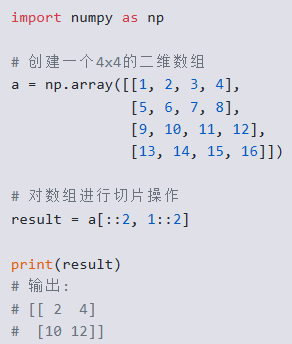 import numpy as np
# 创建一个4x4的二维数组
a = np.array([[1, 2, 3, 4],
              [5, 6, 7, 8],
              [9, 10, 11, 12],
              [13, 14, 15, 16]])
# 对数组进行切片操作
result = a[::2, 1::2]
print(result)
# 输出:
# [[ 2  4]
#  [10 12]]